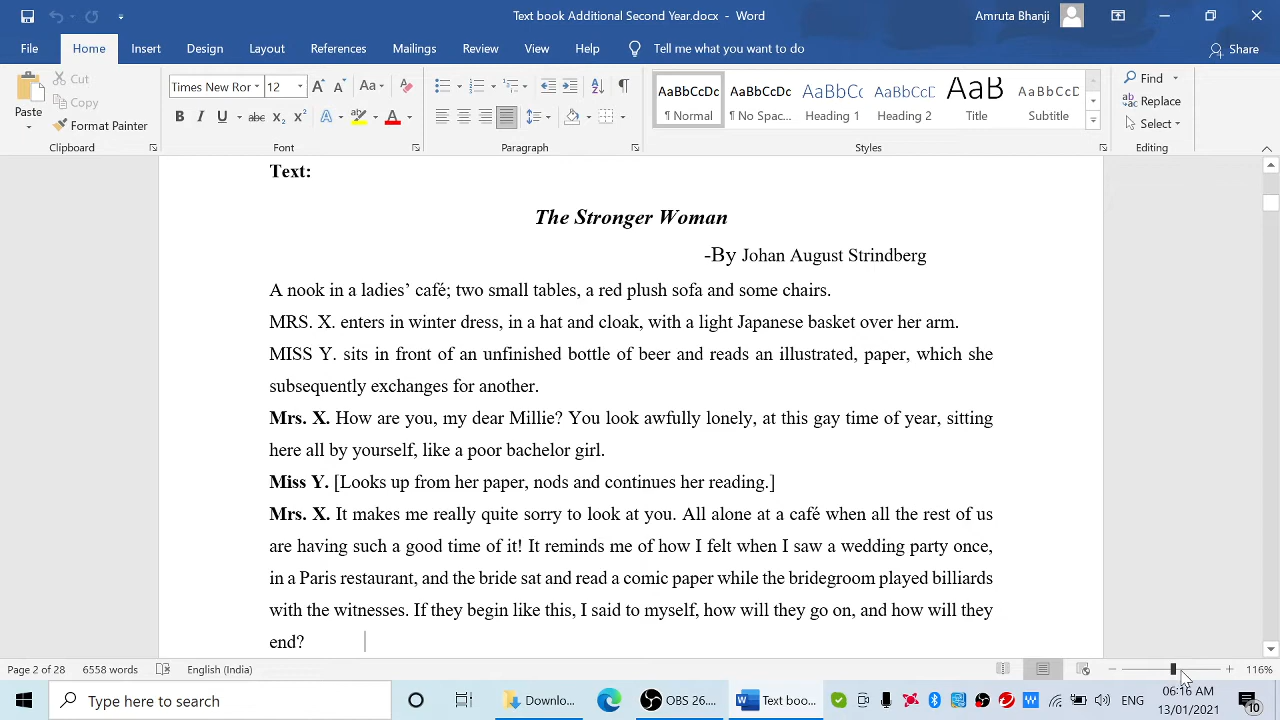 Text book Additional Second Year.docx - Word
Amruta Bhanji
File Home Insert Design Layout References Mailings Review View Help Tell me what you want to do Share
Paste
Cut
Copy
Format Painter
Clipboard
Times New Ror 12
Font
Paragraph
AaBbCcDc AaBbCcDc AaBbCc AaBbCcD AaB AaBbCcD
¶ Normal ¶ No Spac... Heading 1 Heading 2 Title Subtitle
Styles
Find
Replace
Select
Editing
Text:
The Stronger Woman
-By Johan August Strindberg
A nook in a ladies’ café; two small tables, a red plush sofa and some chairs.
MRS. X. enters in winter dress, in a hat and cloak, with a light Japanese basket over her arm.
MISS Y. sits in front of an unfinished bottle of beer and reads an illustrated, paper, which she
subsequently exchanges for another.
Mrs. X. How are you, my dear Millie? You look awfully lonely, at this gay time of year, sitting
here all by yourself, like a poor bachelor girl.
Miss Y. [Looks up from her paper, nods and continues her reading.]
Mrs. X. It makes me really quite sorry to look at you. All alone at a café when all the rest of us
are having such a good time of it! It reminds me of how I felt when I saw a wedding party once,
in a Paris restaurant, and the bride sat and read a comic paper while the bridegroom played billiards
with the witnesses. If they begin like this, I said to myself, how will they go on, and how will they
end?
Page 2 of 28 6558 words English (India) 116%
Type here to search
Downlo...
OBS 26....
Text boo...
ENG
06:16 AM
13/01/2021
10